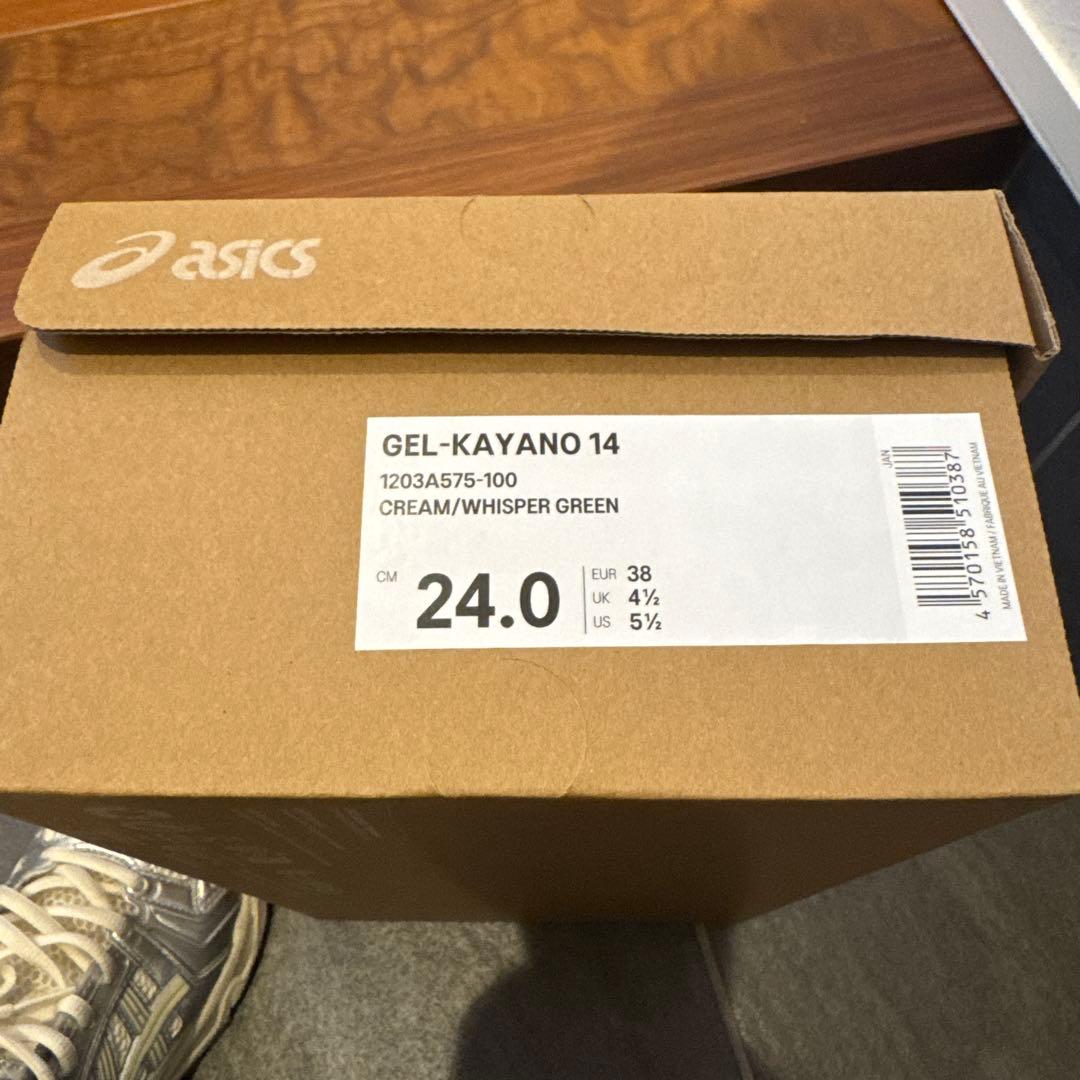 asics
GEL-KAYANO 14
1203A575-100
CREAM/WHISPER GREEN
CM 24.0
EUR 38
UK 4½
US 5½
JAN
4 570158 510387
MADE IN VIETNAM / FABRIQUE AU VIETNAM